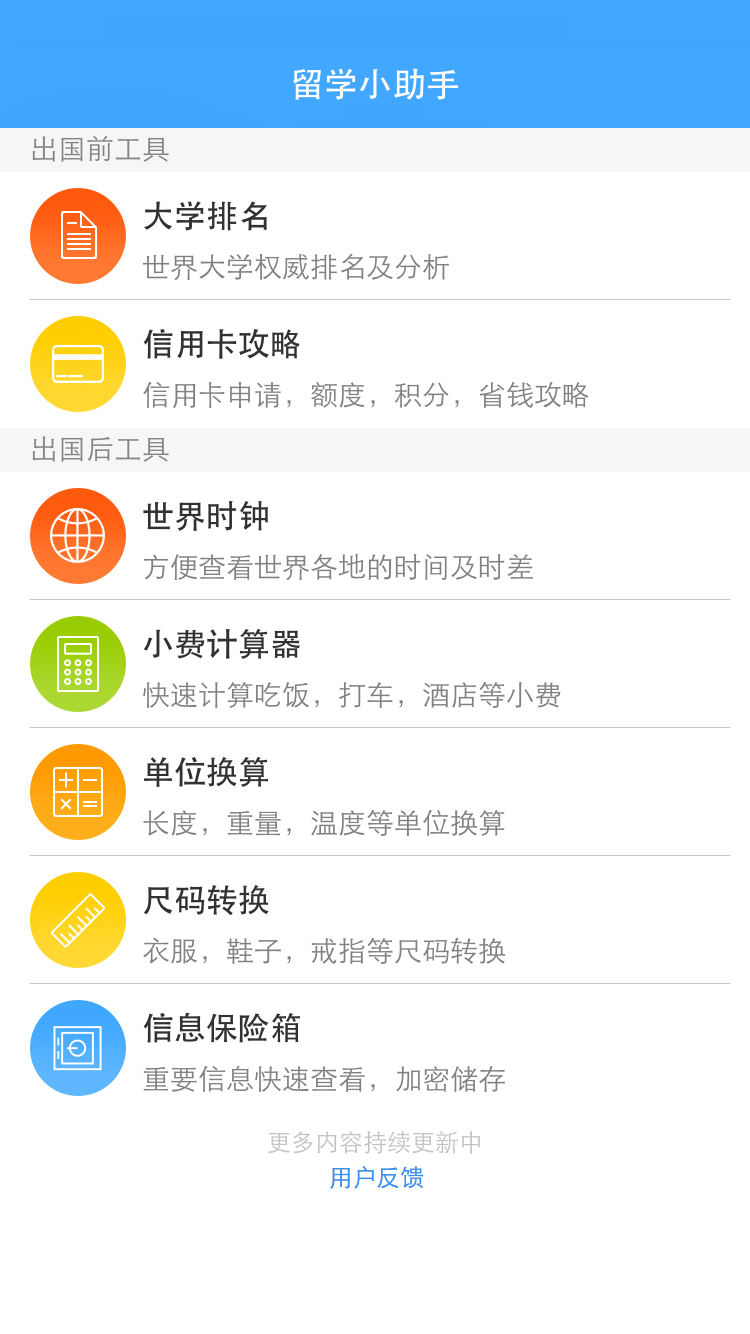 留学小助手
出国前工具
大学排名
世界大学权威排名及分析
信用卡攻略
信用卡申请，额度，积分，省钱攻略
出国后工具
世界时钟
方便查看世界各地的时间及时差
小费计算器
快速计算吃饭，打车，酒店等小费
单位换算
长度，重量，温度等单位换算
尺码转换
衣服，鞋子，戒指等尺码转换
信息保险箱
重要信息快速查看，加密储存
更多内容持续更新中
用户反馈